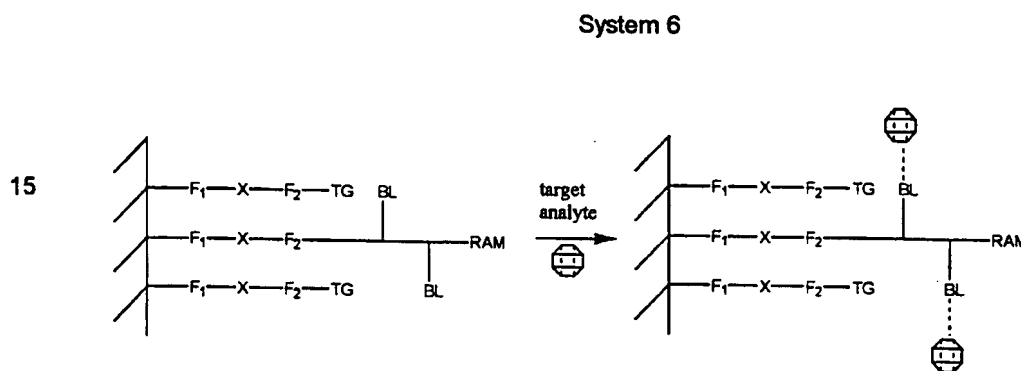 System 6
15
F₁—X—F₂—TG
BL
F₁—X—F₂
RAM
F₁—X—F₂—TG
BL
target
analyte
F₁—X—F₂—TG
BL
F₁—X—F₂
RAM
F₁—X—F₂—TG
BL